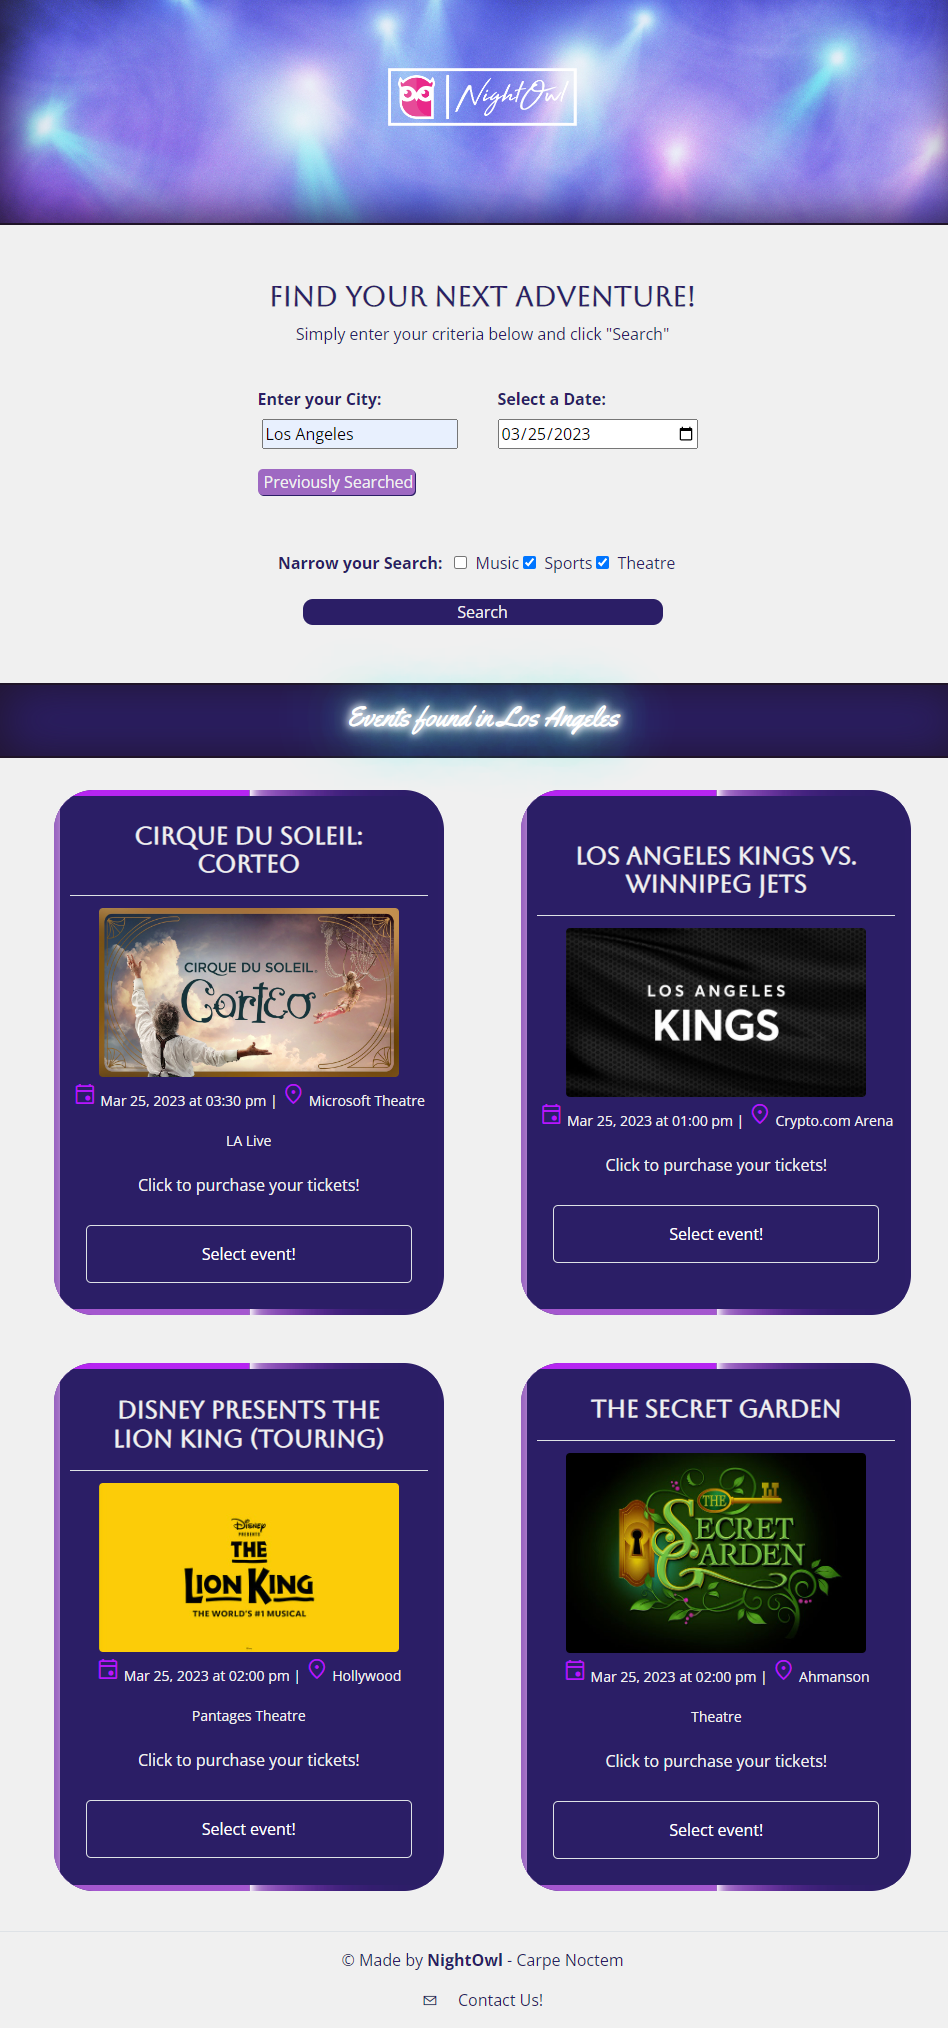 NightOwl
FIND YOUR NEXT ADVENTURE!
Simply enter your criteria below and click "Search"
Enter your City:
Select a Date:
Los Angeles
03/25/2023
Previously Searched
Narrow your Search: Music Sports Theatre
Search
Events found in Los Angeles
CIRQUE DU SOLEIL:
CORTEO
CIRQUE DU SOLEIL.
Corteo
Mar 25, 2023 at 03:30 pm | Microsoft Theatre
LA Live
Click to purchase your tickets!
Select event!
LOS ANGELES KINGS VS.
WINNIPEG JETS
LOS ANGELES
KINGS
Mar 25, 2023 at 01:00 pm | Crypto.com Arena
Click to purchase your tickets!
Select event!
DISNEY PRESENTS THE
LION KING (TOURING)
Disney
PRESENTS
THE
LION KING
THE WORLD'S #1 MUSICAL
Mar 25, 2023 at 02:00 pm | Hollywood
Pantages Theatre
Click to purchase your tickets!
Select event!
THE SECRET GARDEN
THE
SECRET
GARDEN
Mar 25, 2023 at 02:00 pm | Ahmanson
Theatre
Click to purchase your tickets!
Select event!
© Made by NightOwl - Carpe Noctem
Contact Us!